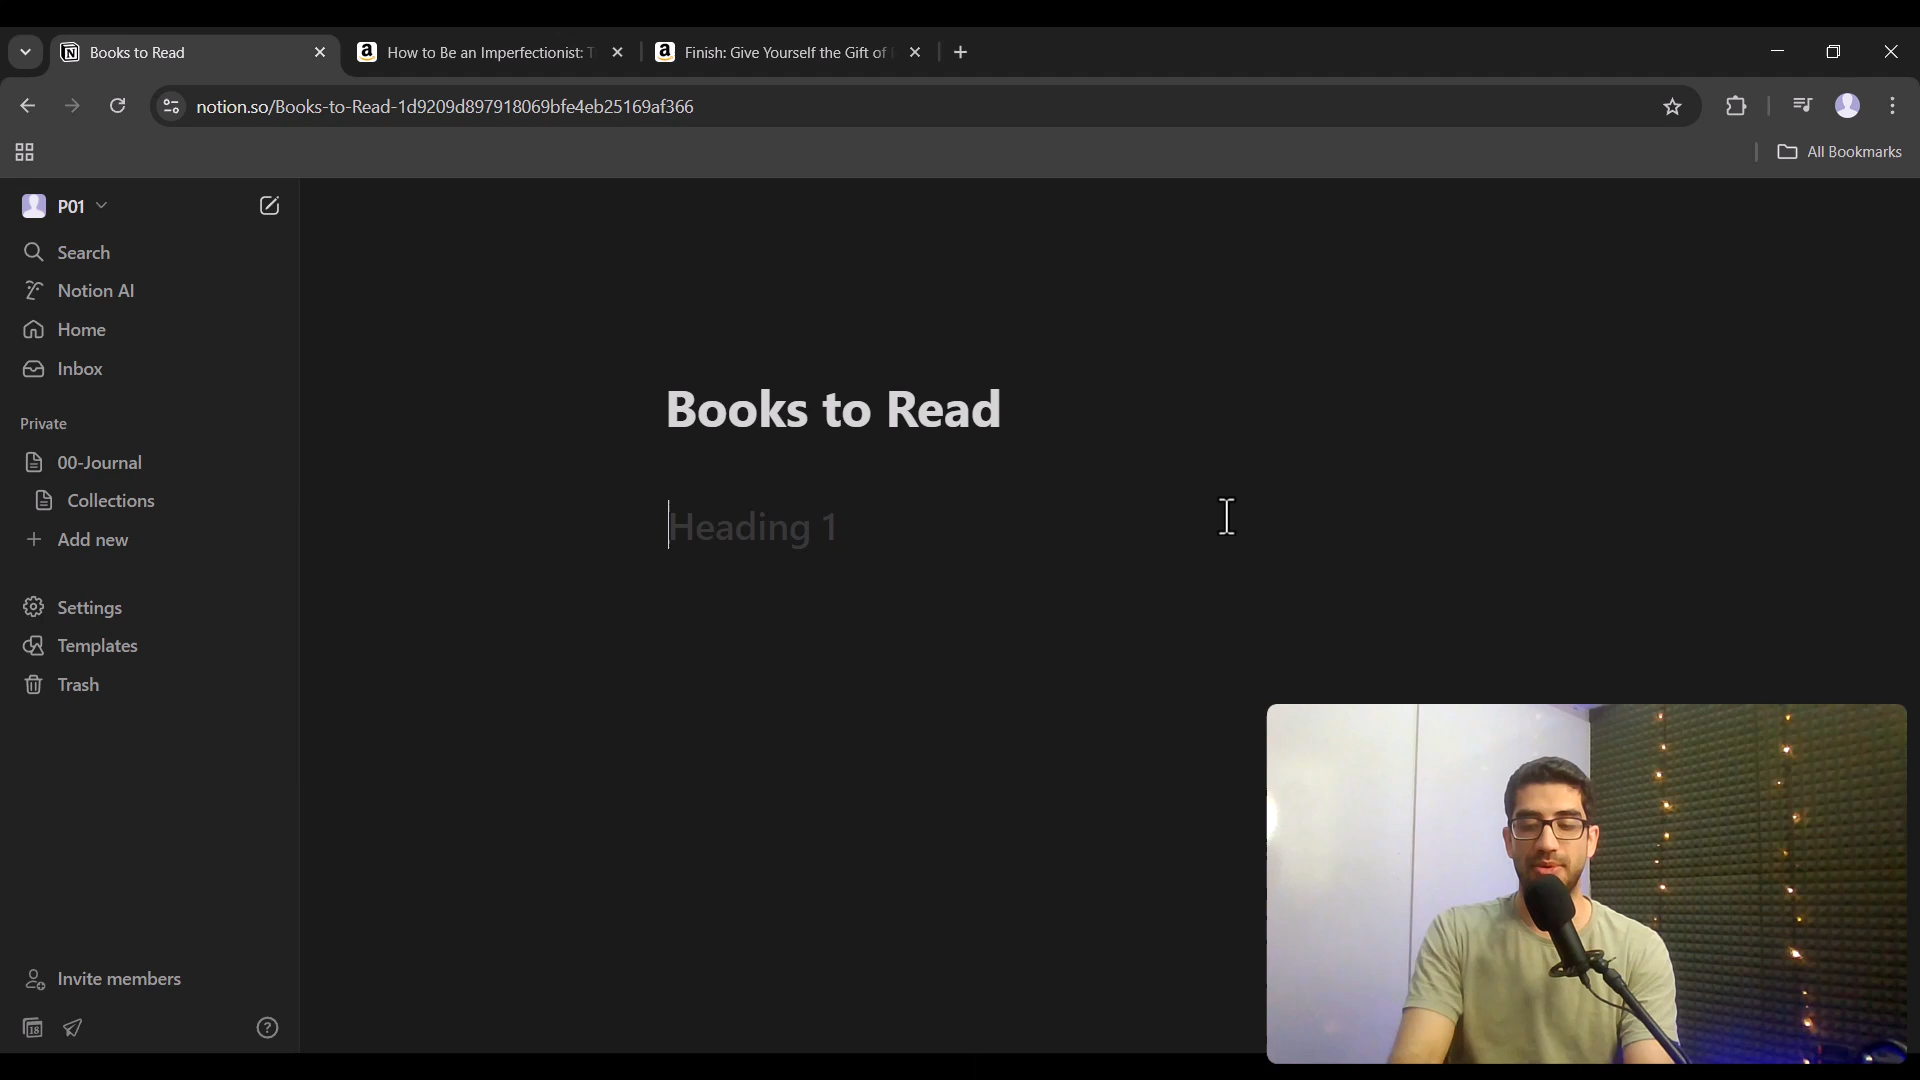 Books to Read
How to Be an Imperfectionist: T
Finish: Give Yourself the Gift of
notion.so/Books-to-Read-1d9209d897918069bfe4eb25169af366
All Bookmarks
P01
Search
Notion AI
Home
Inbox
Private
00-Journal
Collections
Add new
Settings
Templates
Trash
Invite members
18
Books to Read
Heading 1